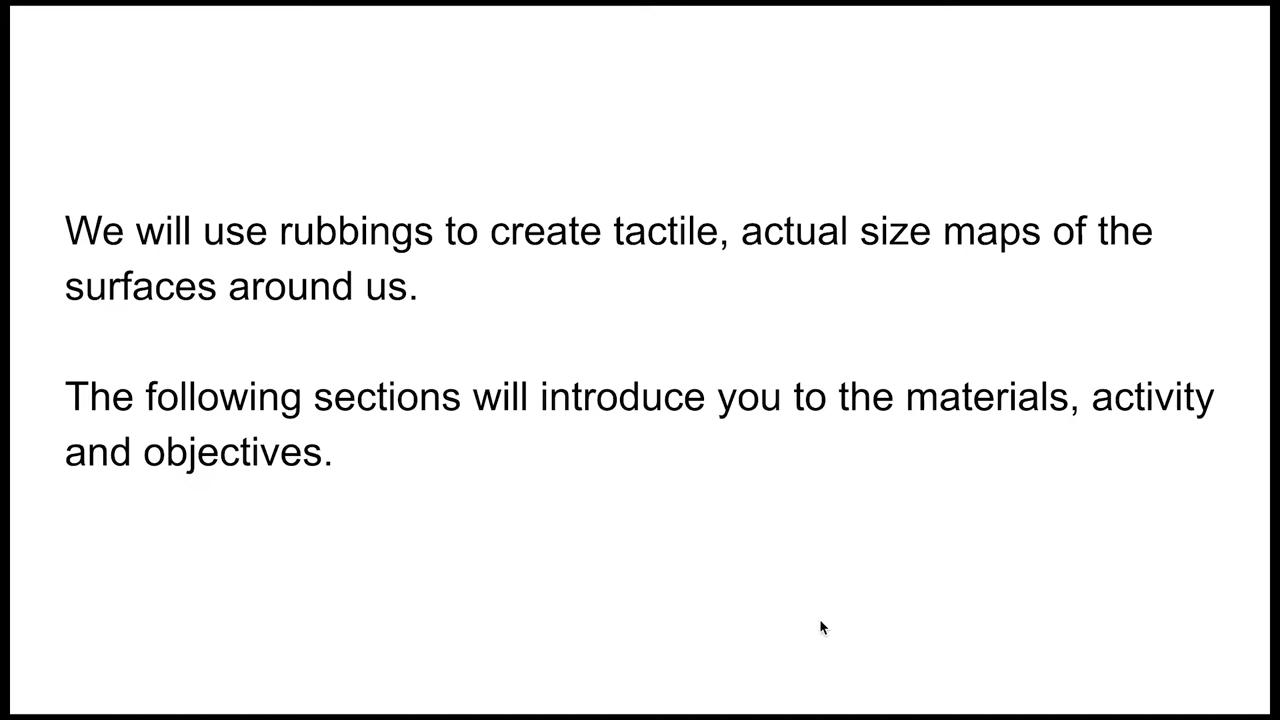 We will use rubbings to create tactile, actual size maps of the
surfaces around us.
The following sections will introduce you to the materials, activity
and objectives.